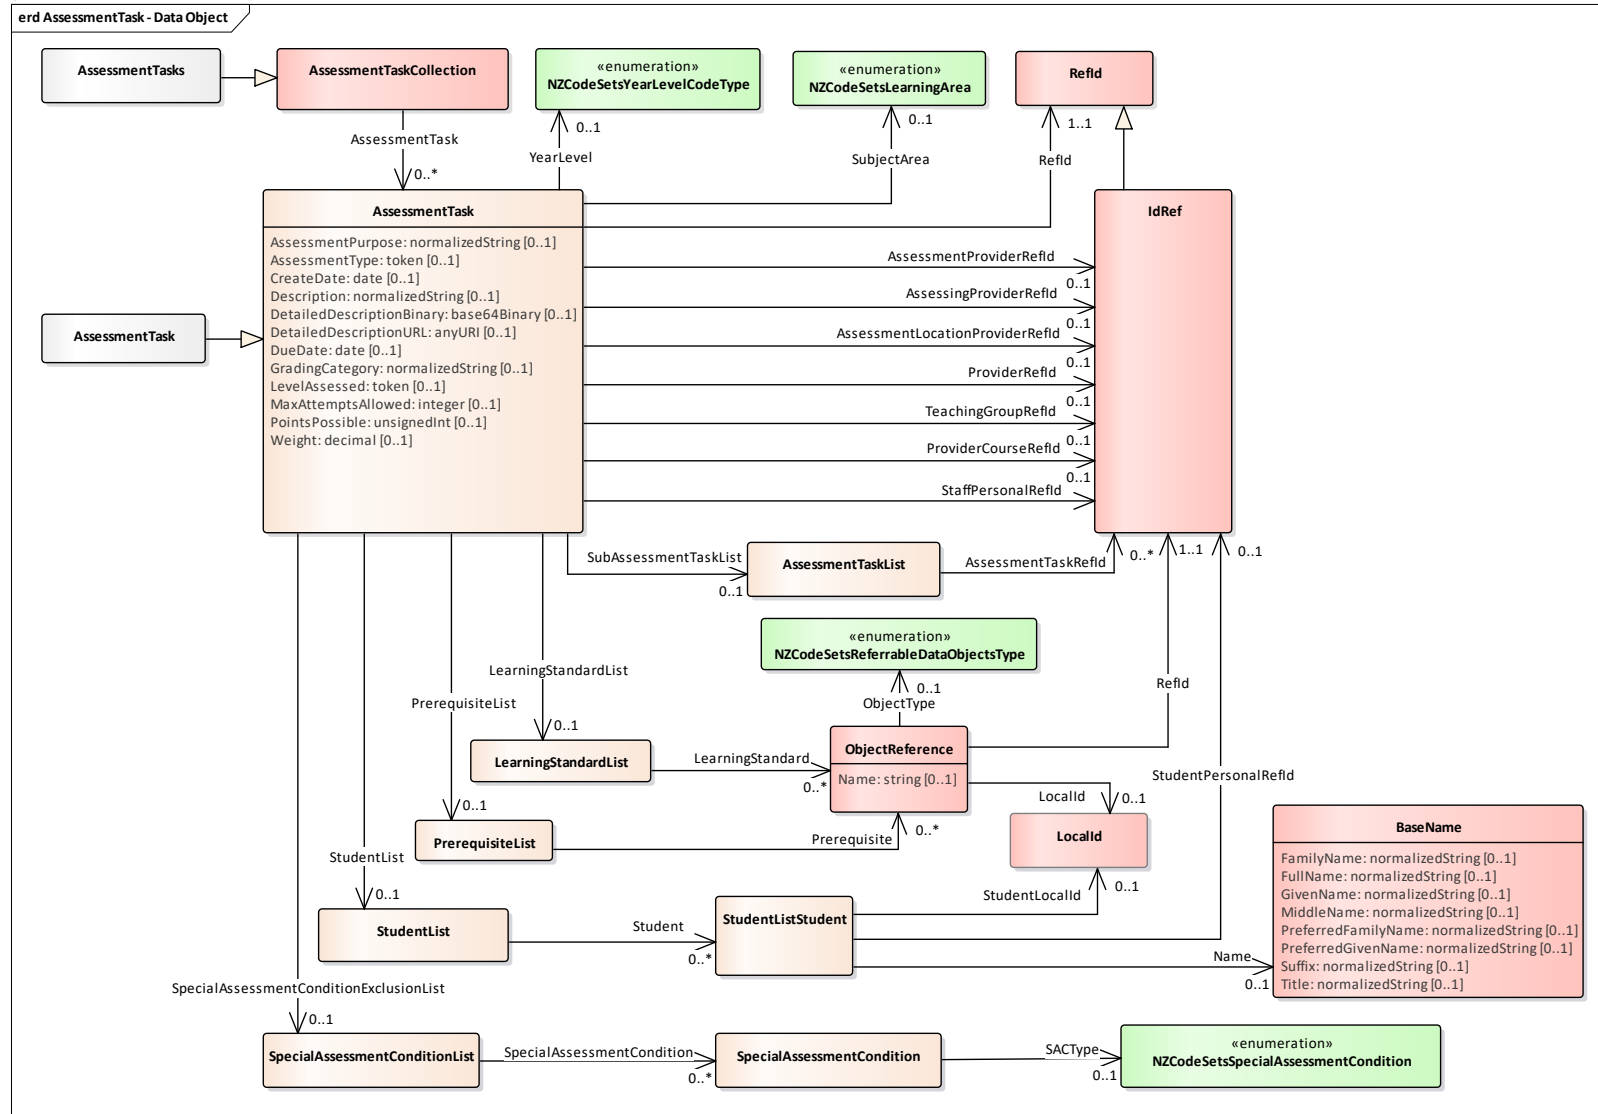 erd AssessmentTask - Data Object
AssessmentTasks
AssessmentTaskCollection
«enumeration»
NZCodeSetsYearLevelCodeType
«enumeration»
NZCodeSetsLearningArea
RefId
0..1
0..1
1..1
AssessmentTask
YearLevel
SubjectArea
RefId
0..*
AssessmentTask
AssessmentPurpose: normalizedString [0..1]
AssessmentType: token [0..1]
CreateDate: date [0..1]
Description: normalizedString [0..1]
DetailedDescriptionBinary: base64Binary [0..1]
DetailedDescriptionURL: anyURI [0..1]
DueDate: date [0..1]
GradingCategory: normalizedString [0..1]
LevelAssessed: token [0..1]
MaxAttemptsAllowed: integer [0..1]
PointsPossible: unsignedInt [0..1]
Weight: decimal [0..1]
AssessmentTask
IdRef
AssessmentProviderRefId
0..1
AssessingProviderRefId
0..1
AssessmentLocationProviderRefId
0..1
ProviderRefId
0..1
TeachingGroupRefId
0..1
ProviderCourseRefId
0..1
StaffPersonalRefId
SubAssessmentTaskList
0..1
AssessmentTaskList
AssessmentTaskRefId
0..*
1..1
0..1
«enumeration»
NZCodeSetsReferrableDataObjectsType
0..1
ObjectType
RefId
LearningStandardList
0..1
PrerequisiteList
LearningStandardList
LearningStandard
0..*
ObjectReference
Name: string [0..1]
StudentPersonalRefId
LocalId
0..1
0..1
PrerequisiteList
Prerequisite
0..*
LocalId
BaseName
FamilyName: normalizedString [0..1]
FullName: normalizedString [0..1]
GivenName: normalizedString [0..1]
MiddleName: normalizedString [0..1]
PreferredFamilyName: normalizedString [0..1]
PreferredGivenName: normalizedString [0..1]
Suffix: normalizedString [0..1]
Title: normalizedString [0..1]
StudentList
0..1
StudentList
Student
0..*
StudentListStudent
StudentLocalId
0..1
Name
0..1
SpecialAssessmentConditionExclusionList
0..1
SpecialAssessmentConditionList
SpecialAssessmentCondition
0..*
SpecialAssessmentCondition
SACType
0..1
«enumeration»
NZCodeSetsSpecialAssessmentCondition